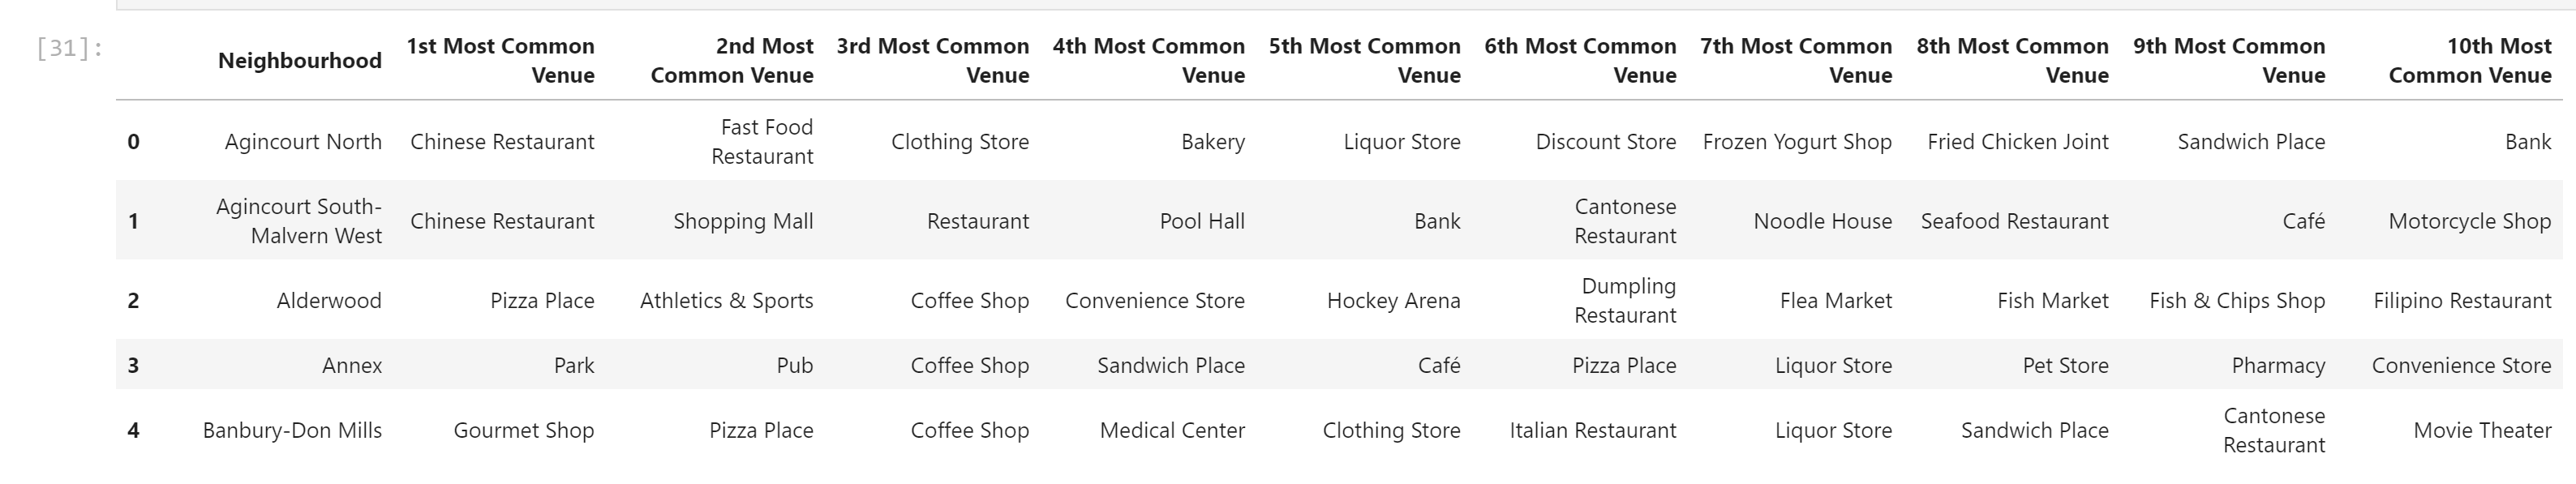 [31]:
Neighbourhood 1st Most Common Venue 2nd Most Common Venue 3rd Most Common Venue 4th Most Common Venue 5th Most Common Venue 6th Most Common Venue 7th Most Common Venue 8th Most Common Venue 9th Most Common Venue 10th Most Common Venue
0 Agincourt North Chinese Restaurant Fast Food Restaurant Clothing Store Bakery Liquor Store Discount Store Frozen Yogurt Shop Fried Chicken Joint Sandwich Place Bank
1 Agincourt South-Malvern West Chinese Restaurant Shopping Mall Restaurant Pool Hall Bank Cantonese Restaurant Noodle House Seafood Restaurant Café Motorcycle Shop
2 Alderwood Pizza Place Athletics & Sports Coffee Shop Convenience Store Hockey Arena Dumpling Restaurant Flea Market Fish Market Fish & Chips Shop Filipino Restaurant
3 Annex Park Pub Coffee Shop Sandwich Place Café Pizza Place Liquor Store Pet Store Pharmacy Convenience Store
4 Banbury-Don Mills Gourmet Shop Pizza Place Coffee Shop Medical Center Clothing Store Italian Restaurant Liquor Store Sandwich Place Cantonese Restaurant Movie Theater